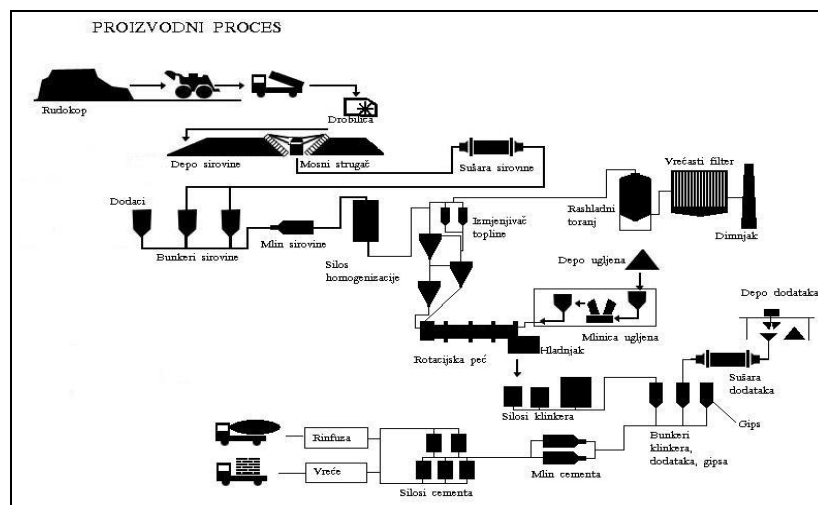 PROIZVODNI PROCES
Rudokop
Drobilica
Depo sirovine
Mosni strugač
Sušara sirovine
Vrećasti filter
Dodaci
Izmjenjivač
topline
Rashladni
toranj
Dimnjak
Bunkeri sirovine
Mlin sirovine
Silos
homogenizacije
Depo ugljena
Depo dodataka
Mlinica ugljena
Rotacijska peć
Hladnjak
Sušara
dodataka
Silosi klinkera
Gips
Bunkeri
klinkera,
dodataka, gipsa
Rinfuza
Vreće
Silosi cementa
Mlin cementa